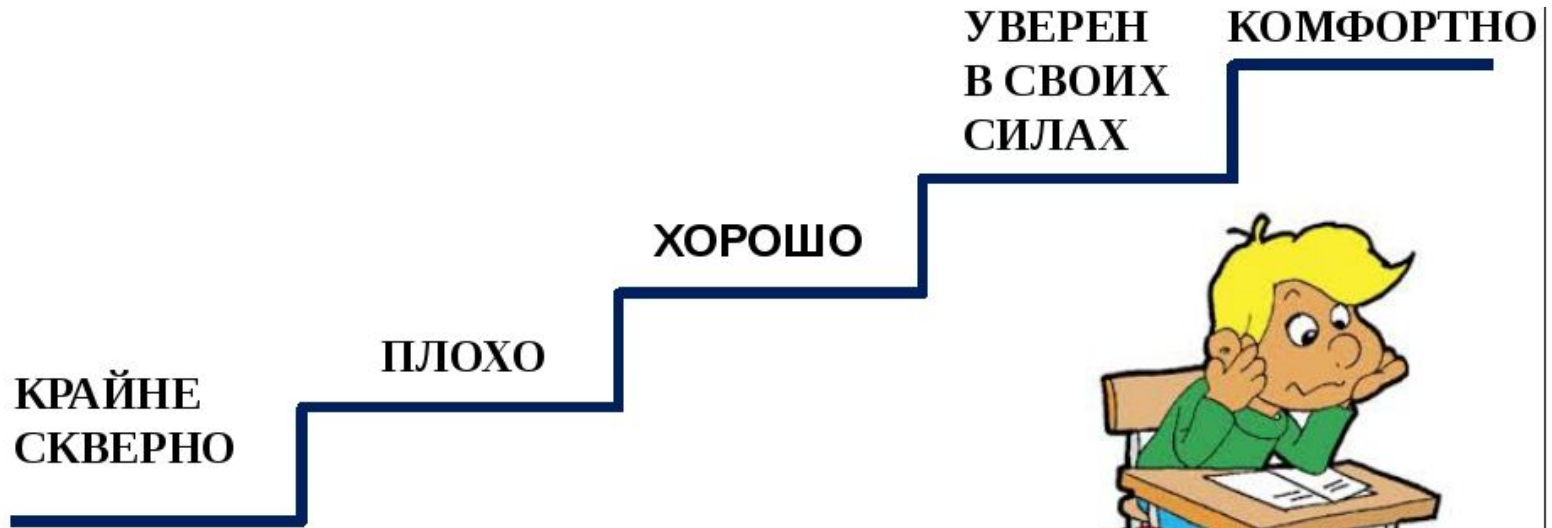 КРАЙНЕ
СКВЕРНО
ПЛОХО
ХОРОШО
УВЕРЕН
В СВОИХ
СИЛАХ
КОМФОРТНО